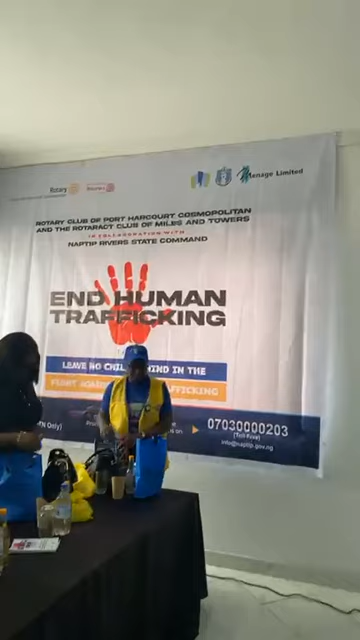 Rotary
Menage Limited
ROTARY CLUB OF PORT HARCOURT COSMOPOLITAN
AND THE ROTARACT CLUB OF MILES AND TOWERS
IN COLLABORATION WITH
NAPTIP RIVERS STATE COMMAND
END HUMAN
TRAFFICKING
LEAVE NO CHILD BEHIND IN THE
FIGHT AGAINST TRAFFICKING
Only)
07030000203
(Toll-Free)
info@naptip.gov.ng